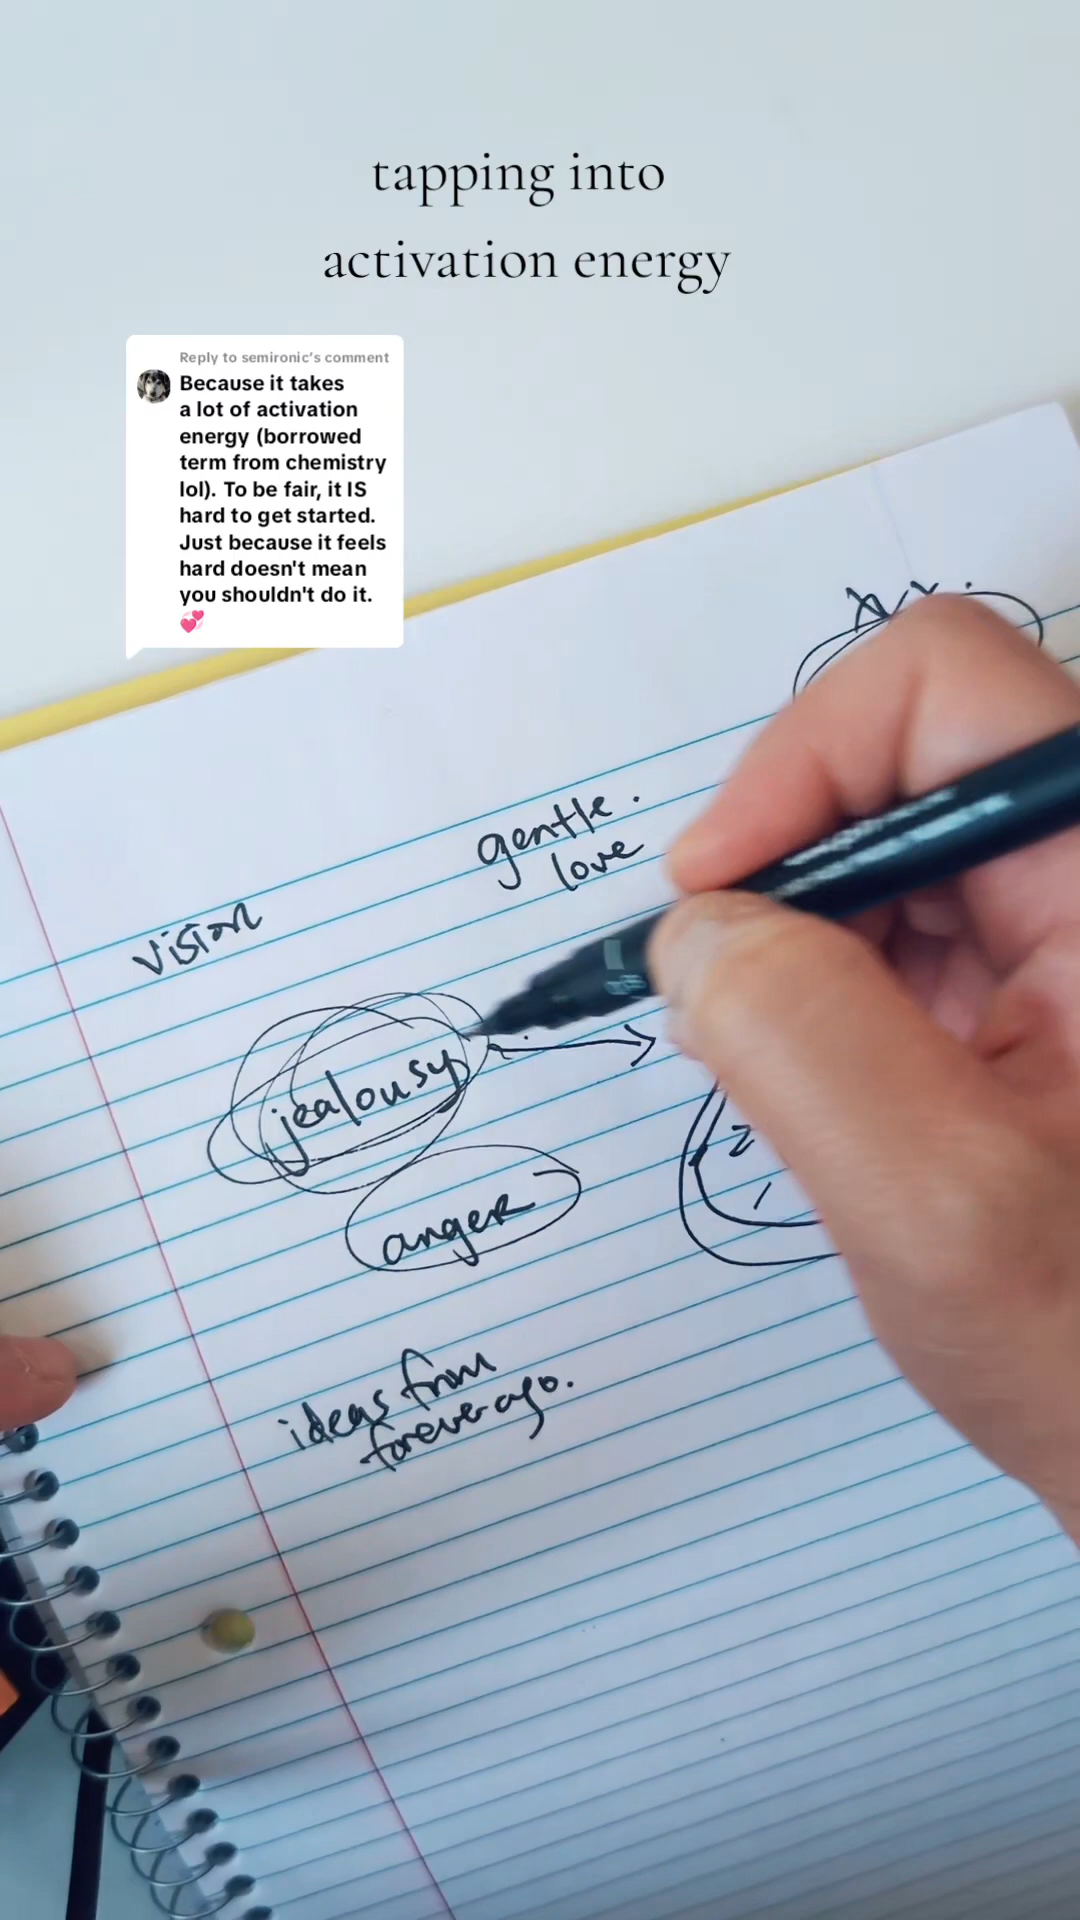 tapping into
activation energy
Reply to semironic's comment
Because it takes
a lot of activation
energy (borrowed
term from chemistry
lol). To be fair, it IS
hard to get started.
Just because it feels
hard doesn't mean
you shouldn't do it.
💞
gentle.
love
vision
jealousy
anger
2
1
ideas from
forever ago.